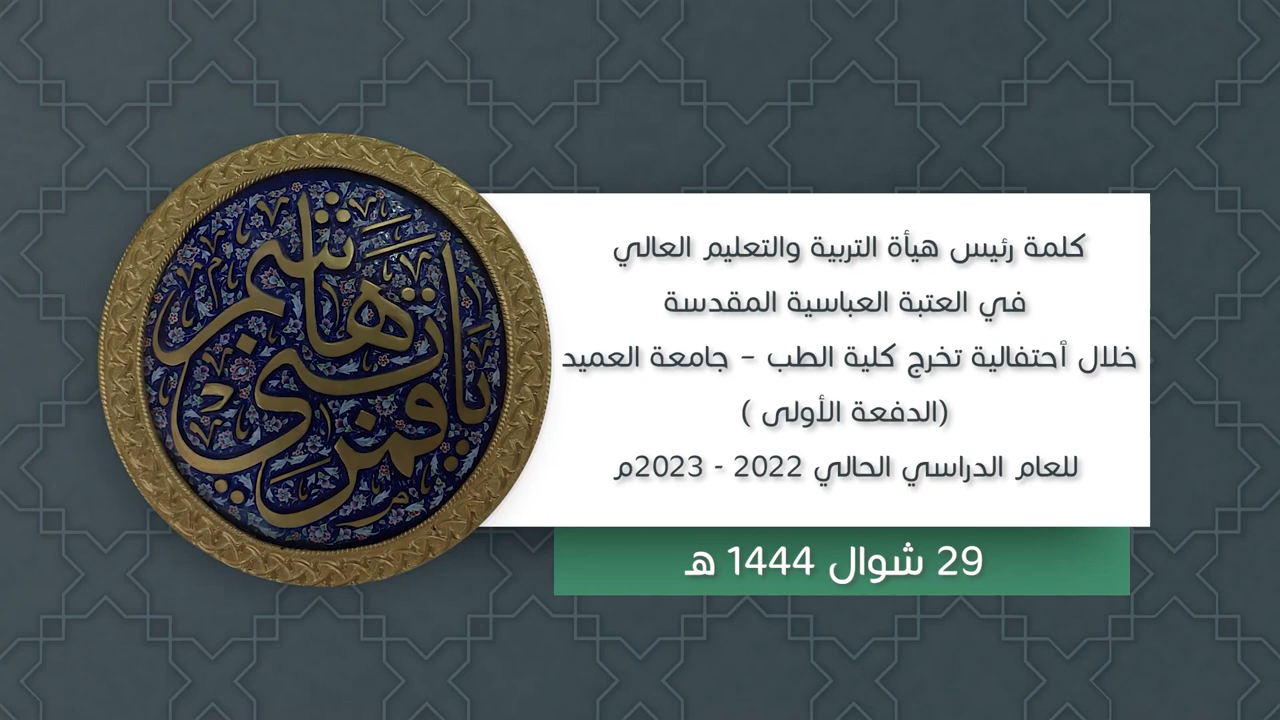 يا قمر بني هاشم
كلمة رئيس هيأة التربية والتعليم العالي
في العتبة العباسية المقدسة
خلال أحتفالية تخرج كلية الطب - جامعة العميد
(الدفعة الأولى )
للعام الدراسي الحالي 2022 - 2023م
29 شوال 1444 هـ